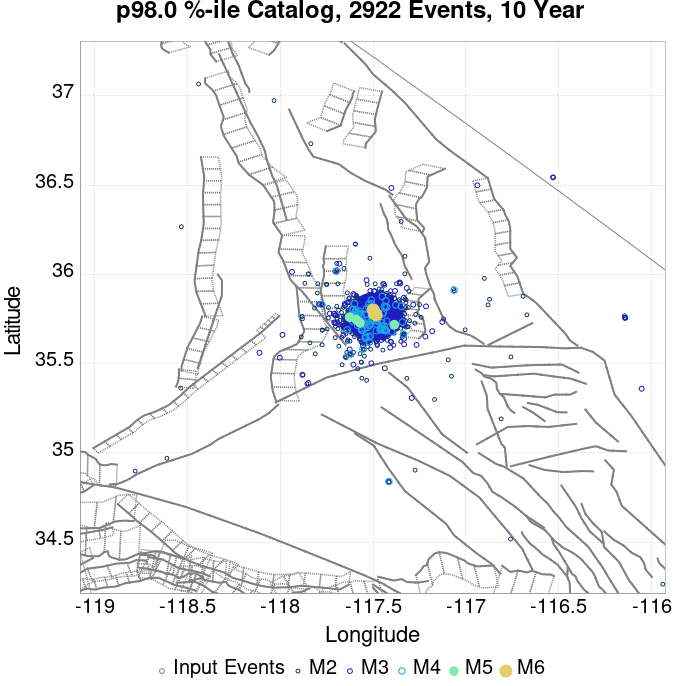 p98.0 %-ile Catalog, 2922 Events, 10 Year
37
36.5
36
35.5
35
34.5
Latitude
-119 -118.5 -118 -117.5 -117 -116.5 -116
Longitude
Input Events M2 M3 M4 M5 M6